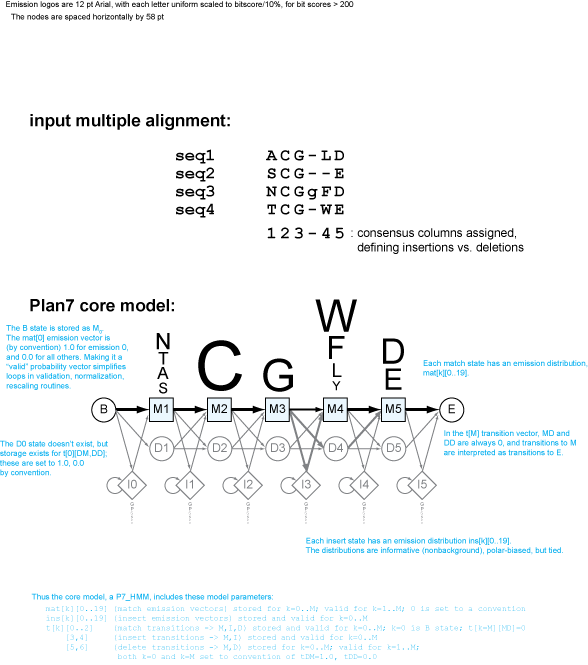 Emission logos are 12 pt Arial, with each letter uniform scaled to bitscore/10%, for bit scores > 200
The nodes are spaced horizontally by 58 pt
input multiple alignment:
seq1 ACG-LD
seq2 SCG--E
seq3 NCGgFD
seq4 TCG-WE
123-45 : consensus columns assigned,
defining insertions vs. deletions
Plan7 core model:
The B state is stored as M0.
The mat[0] emission vector is
(by convention) 1.0 for emission 0,
and 0.0 for all others. Making it a
"valid" probability vector simplifies
loops in validation, normalization,
rescaling routines.
N
T
A
S
C
G
W
F
L
Y
D
E
Each match state has an emission distribution,
mat[k][0..19].
B M1 M2 M3 M4 M5 E
The D0 state doesn't exist, but
storage exists for t[0][DM,DD];
these are set to 1.0, 0.0
by convention.
D1 D2 D3 D4 D5
In the t[M] transition vector, MD and
DD are always 0, and transitions to M
are interpreted as transitions to E.
I0 I1 I2 I3 I4 I5
Each insert state has an emission distribution ins[k][0..19].
The distributions are informative (nonbackground), polar-biased, but tied.
Thus the core model, a P7_HMM, includes these model parameters:
mat[k][0..19] (match emission vectors) stored for k=0..M; valid for k=1..M; 0 is set to a convention
ins[k][0..19] (insert emission vectors) stored and valid for k=0..M
t[k][0..2] (match transitions -> M,I,D) stored and valid for k=0..M; k=0 is B state; t[k=M][MD]=0
[3,4] (insert transitions -> M,I) stored and valid for k=0..M
[5,6] (delete transitions -> M,D) stored for k=0..M; valid for k=1..M;
both k=0 and k=M set to convention of tDM=1.0, tDD=0.0